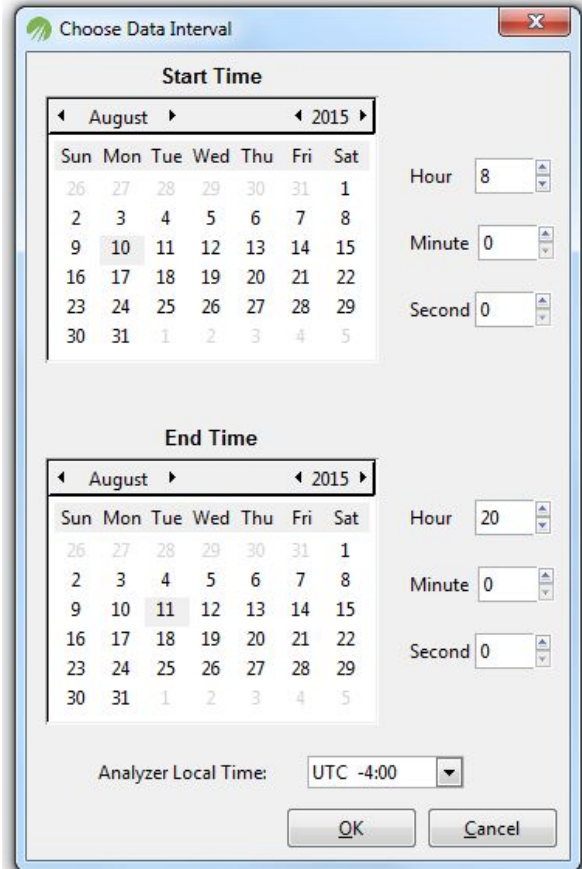 Choose Data Interval
Start Time
August 2015
Sun Mon Tue Wed Thu Fri Sat
26 27 28 29 30 31 1
2 3 4 5 6 7 8
9 10 11 12 13 14 15
16 17 18 19 20 21 22
23 24 25 26 27 28 29
30 31 1 2 3 4 5
Hour 8
Minute 0
Second 0
End Time
August 2015
Sun Mon Tue Wed Thu Fri Sat
26 27 28 29 30 31 1
2 3 4 5 6 7 8
9 10 11 12 13 14 15
16 17 18 19 20 21 22
23 24 25 26 27 28 29
30 31 1 2 3 4 5
Hour 20
Minute 0
Second 0
Analyzer Local Time: UTC -4:00
OK Cancel